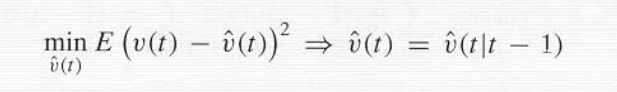 min E (υ(t) − υ̂(t))² ⇒ υ̂(t) = υ̂(t|t − 1)
υ̂(t)